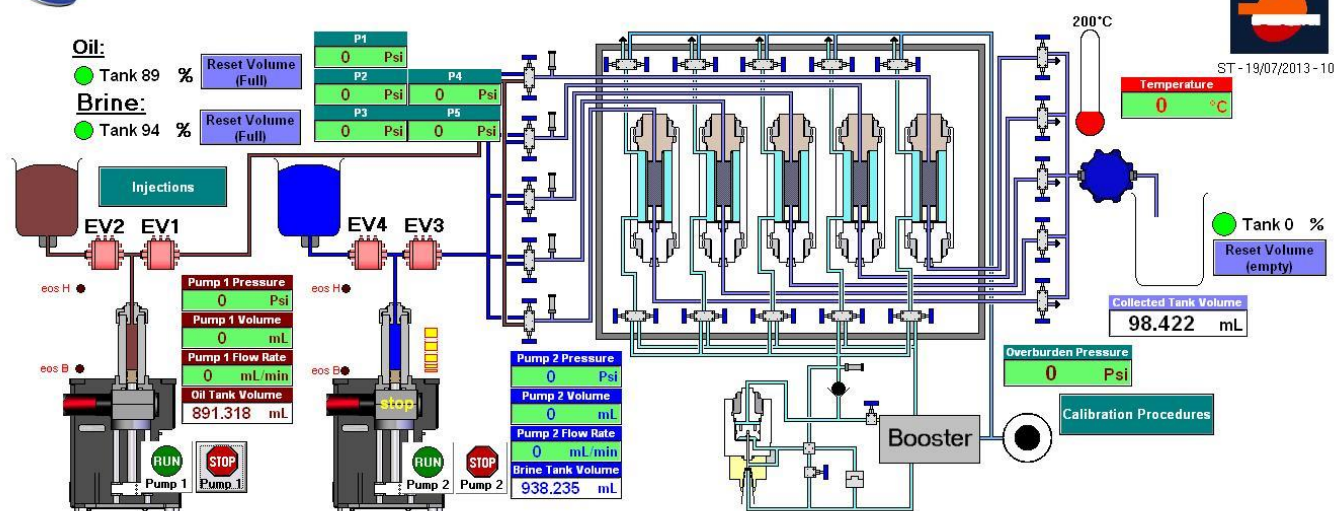 Oil:
Tank 89 %
Reset Volume
(Full)
Brine:
Tank 94 %
Reset Volume
(Full)
P1
0 Psi
P2
0 Psi
P4
0 Psi
P3
0 Psi
P5
0 Psi
200°C
ST - 19/07/2013 - 10
Temperature
0 °C
Injections
EV2
EV1
EV4
EV3
eos H
eos B
eos H
eos B
Pump 1 Pressure
0 Psi
Pump 1 Volume
0 mL
Pump 1 Flow Rate
0 mL/min
Oil Tank Volume
891.318 mL
RUN
Pump 1
STOP
Pump 1
stop
RUN
Pump 2
STOP
Pump 2
Pump 2 Pressure
0 Psi
Pump 2 Volume
0 mL
Pump 2 Flow Rate
0 mL/min
Brine Tank Volume
938.235 mL
Tank 0 %
Reset Volume
(empty)
Collected Tank Volume
98.422 mL
Overburden Pressure
0 Psi
Calibration Procedures
Booster